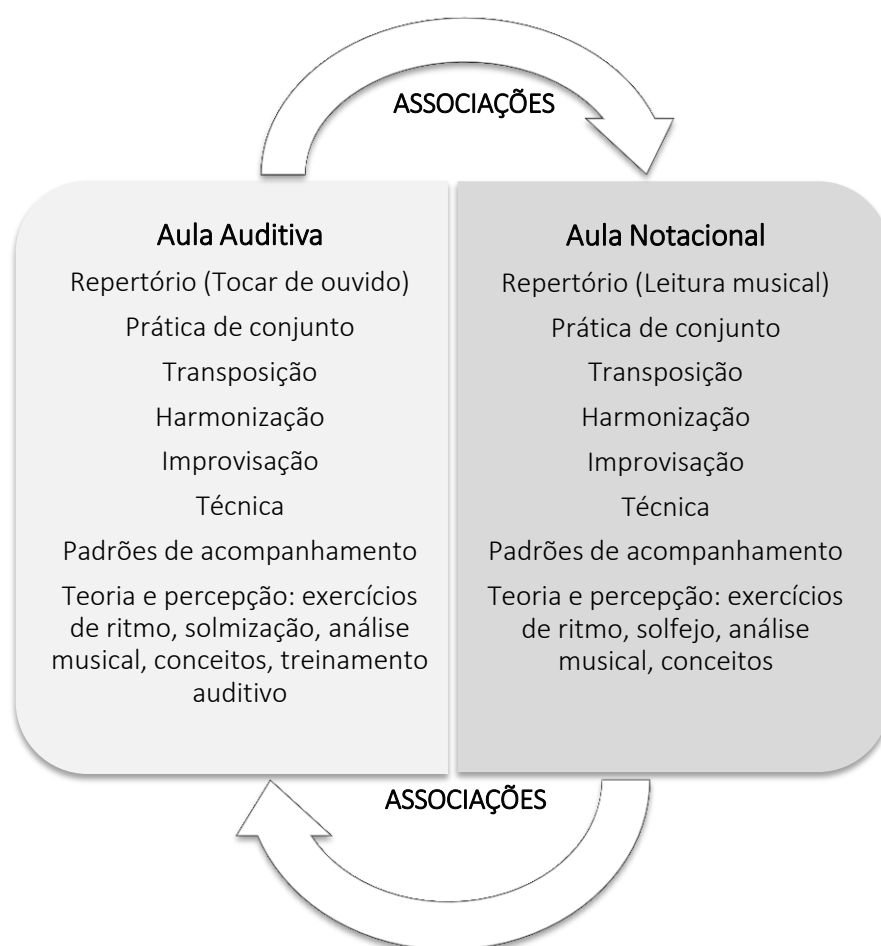 ASSOCIAÇÕES
Aula Auditiva
Repertório (Tocar de ouvido)
Prática de conjunto
Transposição
Harmonização
Improvisação
Técnica
Padrões de acompanhamento
Teoria e percepção: exercícios
de ritmo, solmização, análise
musical, conceitos, treinamento
auditivo
Aula Notacional
Repertório (Leitura musical)
Prática de conjunto
Transposição
Harmonização
Improvisação
Técnica
Padrões de acompanhamento
Teoria e percepção: exercícios
de ritmo, solfejo, análise
musical, conceitos
ASSOCIAÇÕES